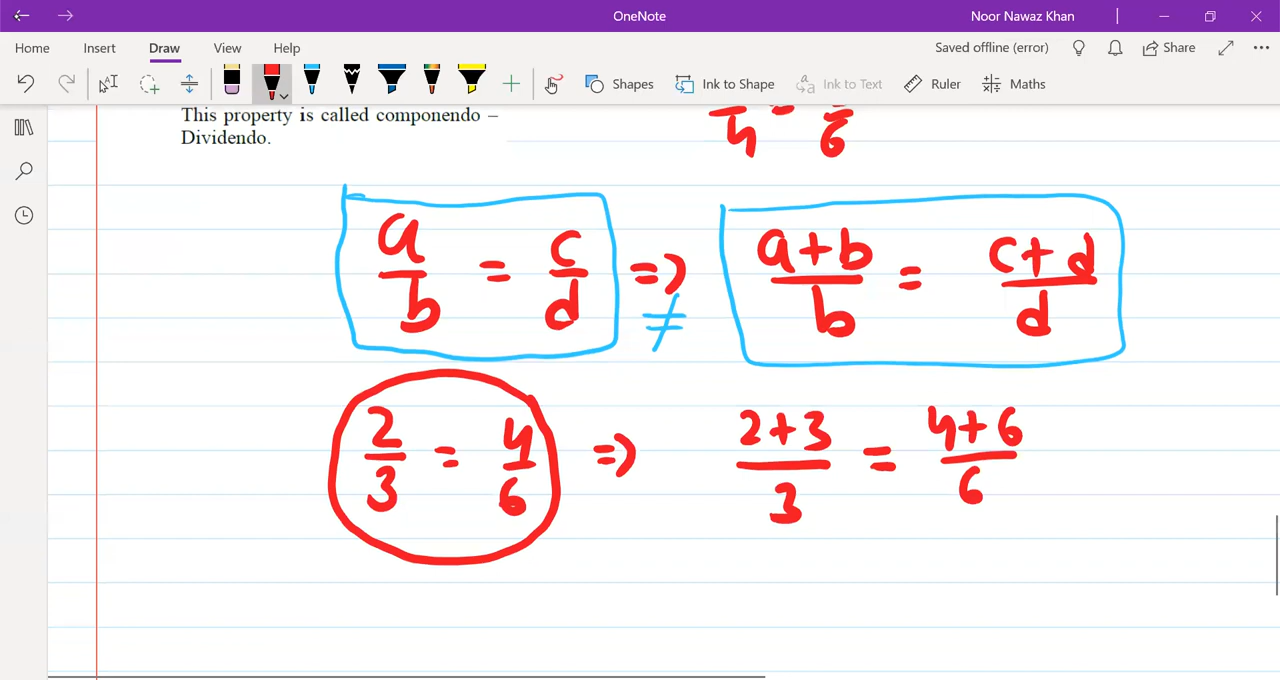 OneNote
Noor Nawaz Khan
Home Insert Draw View Help
Saved offline (error) Share
Shapes Ink to Shape Ink to Text Ruler Maths
This property is called componendo –
Dividendo.
/4 = /6
a/b = c/d => a+b/b = c+d/d
≠
2/3 = 4/6 => 2+3/3 = 4+6/6